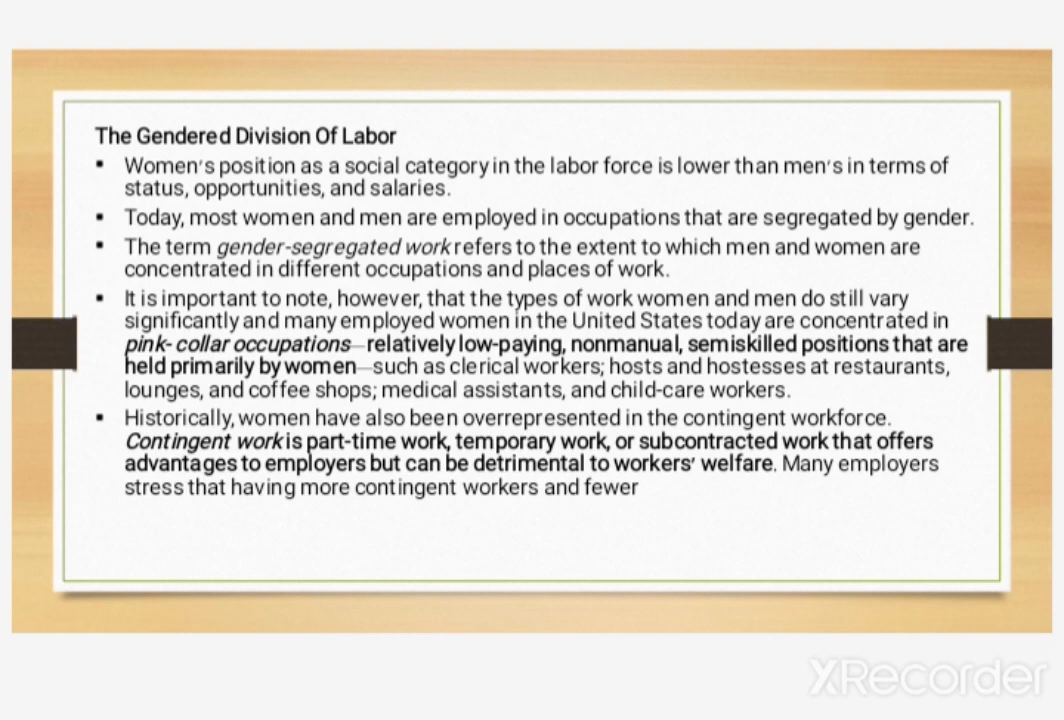 The Gendered Division Of Labor
▪ Women's position as a social category in the labor force is lower than men's in terms of
status, opportunities, and salaries.
▪ Today, most women and men are employed in occupations that are segregated by gender.
▪ The term gender-segregated work refers to the extent to which men and women are
concentrated in different occupations and places of work.
▪ It is important to note, however, that the types of work women and men do still vary
significantly and many employed women in the United States today are concentrated in
pink- collar occupations—relatively low-paying, nonmanual, semiskilled positions that are
held primarily by women—such as clerical workers; hosts and hostesses at restaurants,
lounges, and coffee shops; medical assistants, and child-care workers.
▪ Historically, women have also been overrepresented in the contingent workforce.
Contingent work is part-time work, temporary work, or subcontracted work that offers
advantages to employers but can be detrimental to workers' welfare. Many employers
stress that having more contingent workers and fewer
XRecorder